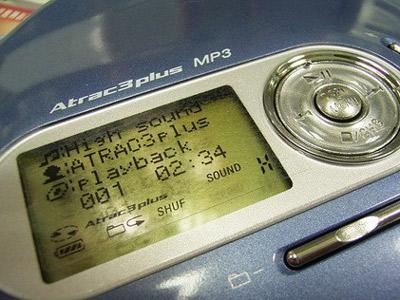 Atrac3plus MP3
:High sound
:ATRAC3plus
:Playback
001 02:34
SOUND
Atrac3plus
SHUF